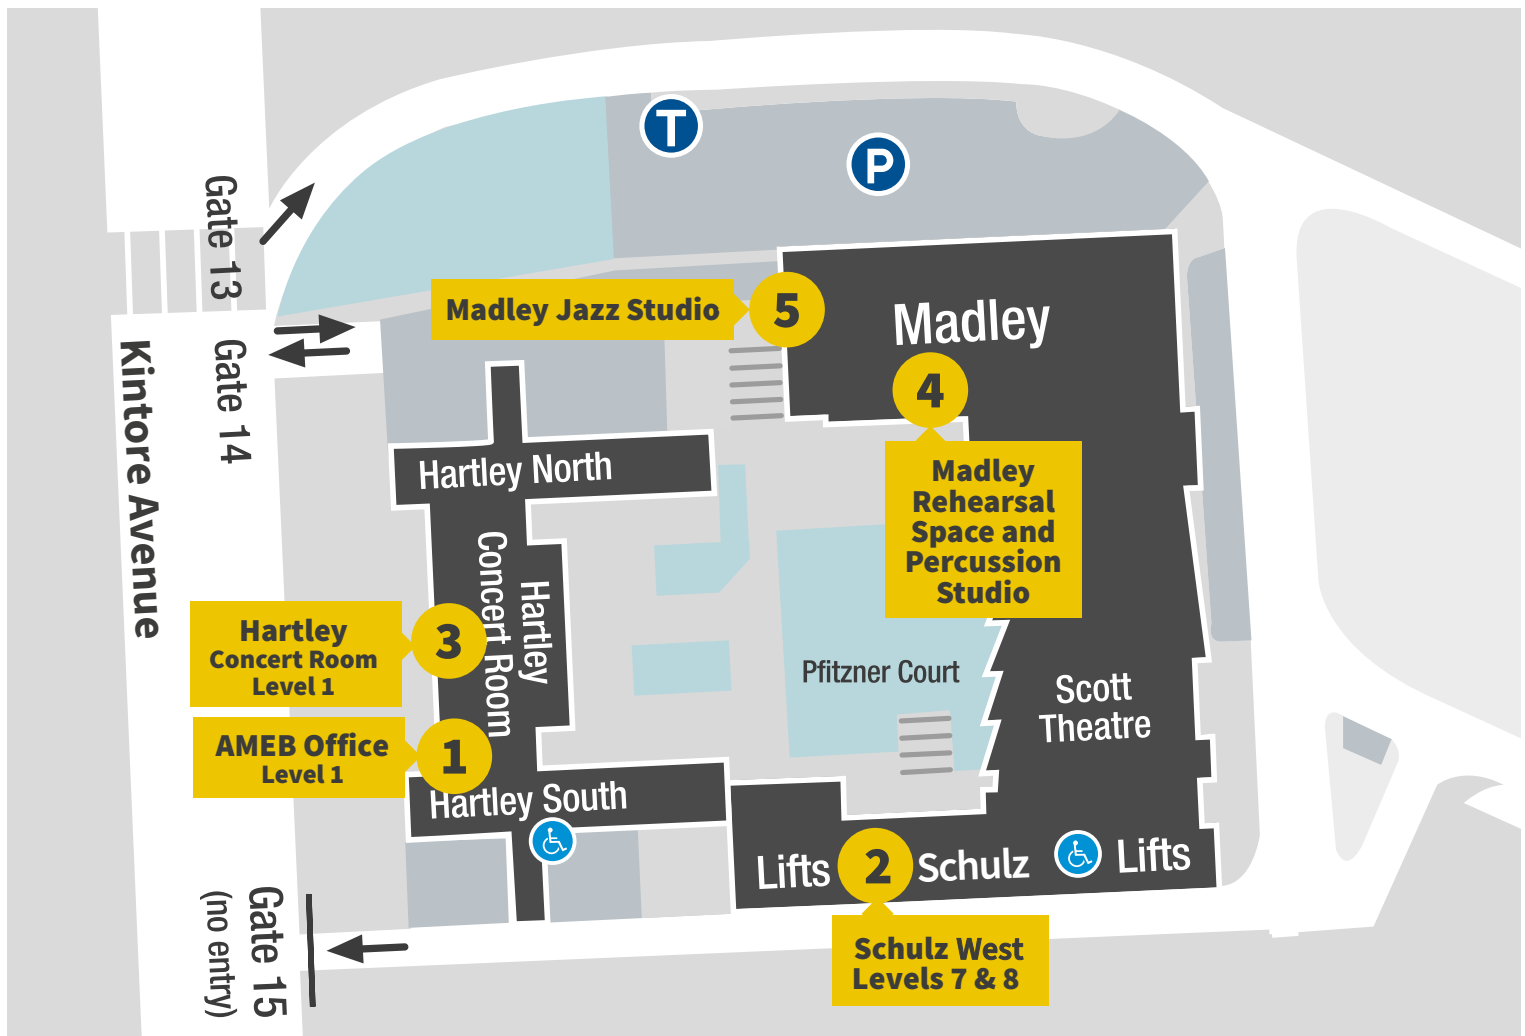 T
P
Gate 13
Gate 14
Kintore Avenue
Madley Jazz Studio
5
Madley
4
Madley
Rehearsal
Space and
Percussion
Studio
Hartley North
Hartley
Concert Room
Hartley
Concert Room
Level 1
3
AMEB Office
Level 1
1
Hartley South
Pfitzner Court
Scott
Theatre
Lifts
2
Schulz
Lifts
Schulz West
Levels 7 & 8
Gate 15
(no entry)